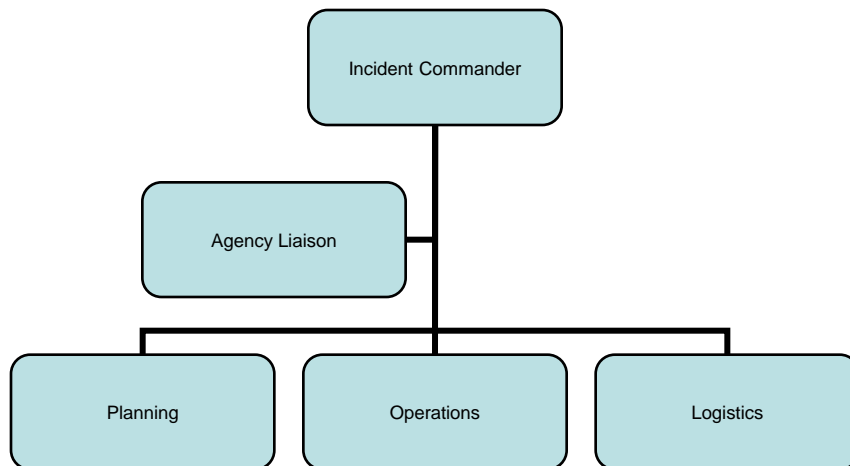 Incident Commander
Agency Liaison
Planning
Operations
Logistics